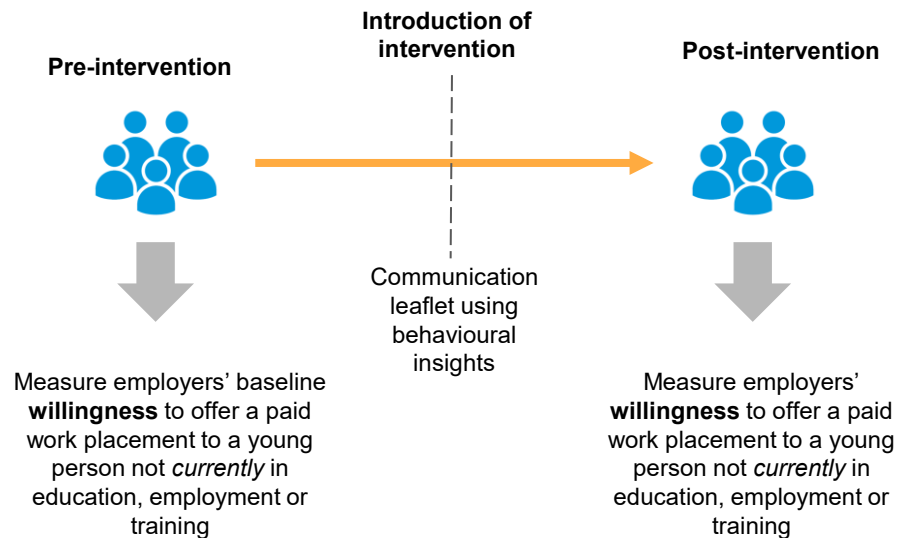 Introduction of
intervention
Pre-intervention
Post-intervention
Communication
leaflet using
behavioural
insights
Measure employers’ baseline
willingness to offer a paid
work placement to a young
person not currently in
education, employment or
training
Measure employers’
willingness to offer a paid
work placement to a young
person not currently in
education, employment or
training